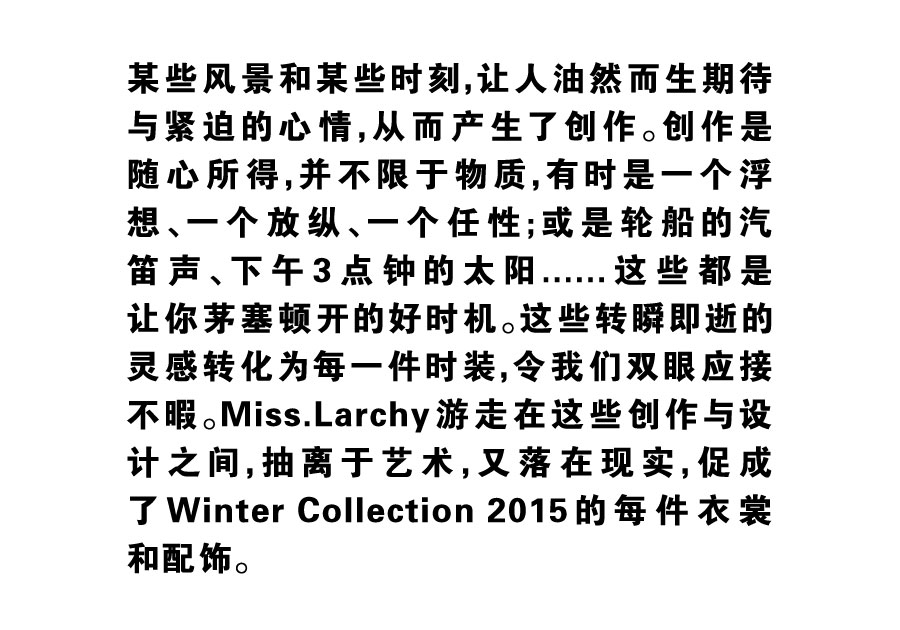 某些风景和某些时刻,让人油然而生期待
与紧迫的心情,从而产生了创作。创作是
随心所得,并不限于物质,有时是一个浮
想、一个放纵、一个任性;或是轮船的汽
笛声、下午3点钟的太阳......这些都是
让你茅塞顿开的好时机。这些转瞬即逝的
灵感转化为每一件时装,令我们双眼应接
不暇。Miss.Larchy游走在这些创作与设
计之间,抽离于艺术,又落在现实,促成
了Winter Collection 2015的每件衣裳
和配饰。